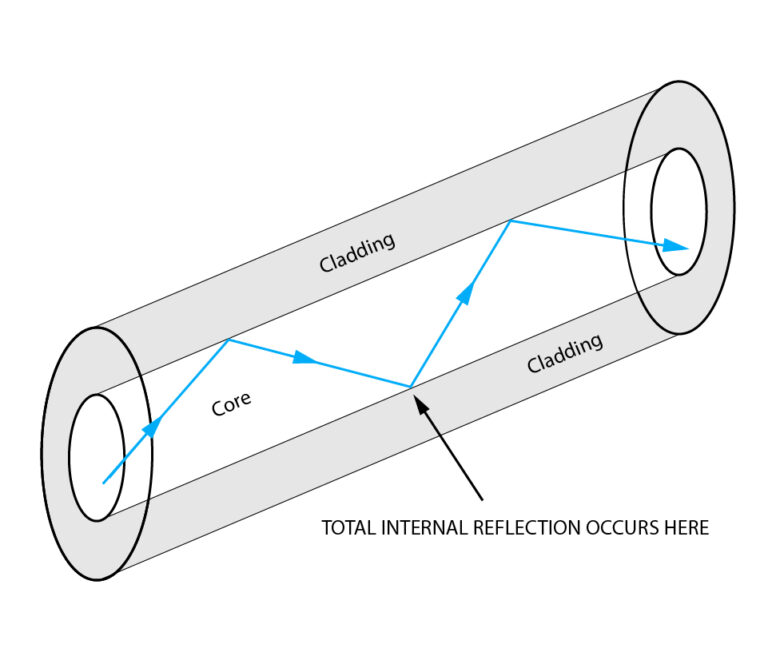 Cladding
Cladding
Core
TOTAL INTERNAL REFLECTION OCCURS HERE